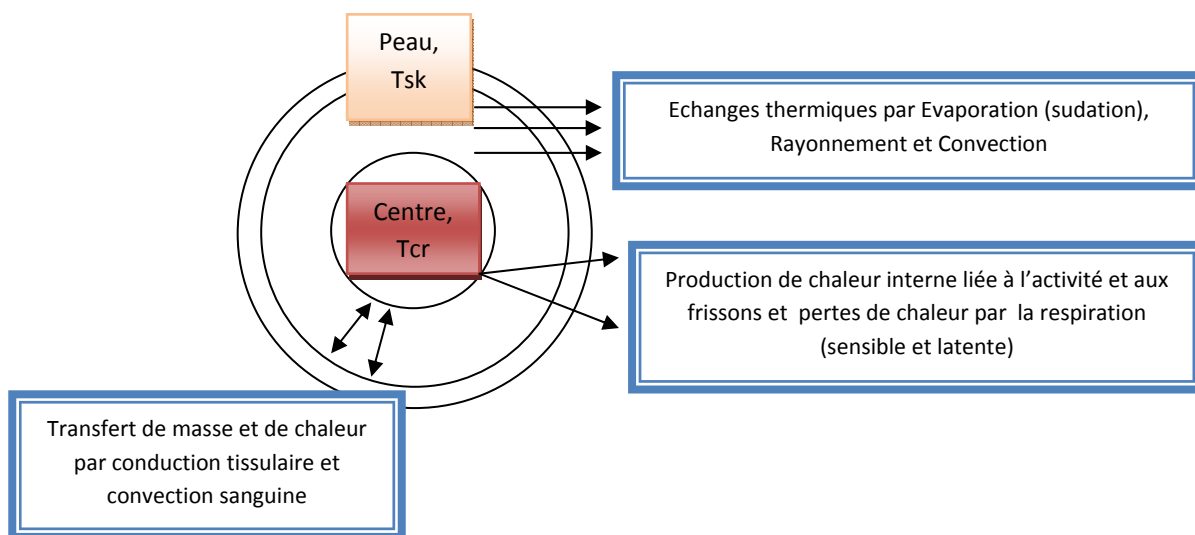 Peau,
Tsk
Echanges thermiques par Evaporation (sudation),
Rayonnement et Convection
Centre,
Tcr
Production de chaleur interne liée à l’activité et aux
frissons et pertes de chaleur par la respiration
(sensible et latente)
Transfert de masse et de chaleur
par conduction tissulaire et
convection sanguine